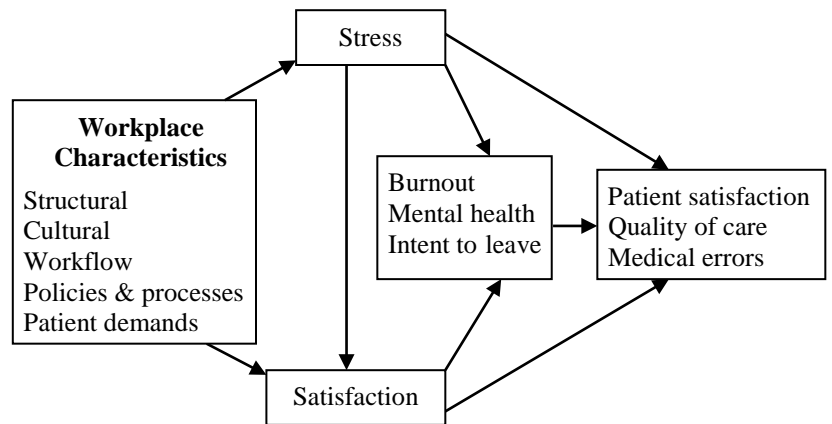 Stress
Workplace
Characteristics
Structural
Cultural
Workflow
Policies & processes
Patient demands
Burnout
Mental health
Intent to leave
Patient satisfaction
Quality of care
Medical errors
Satisfaction